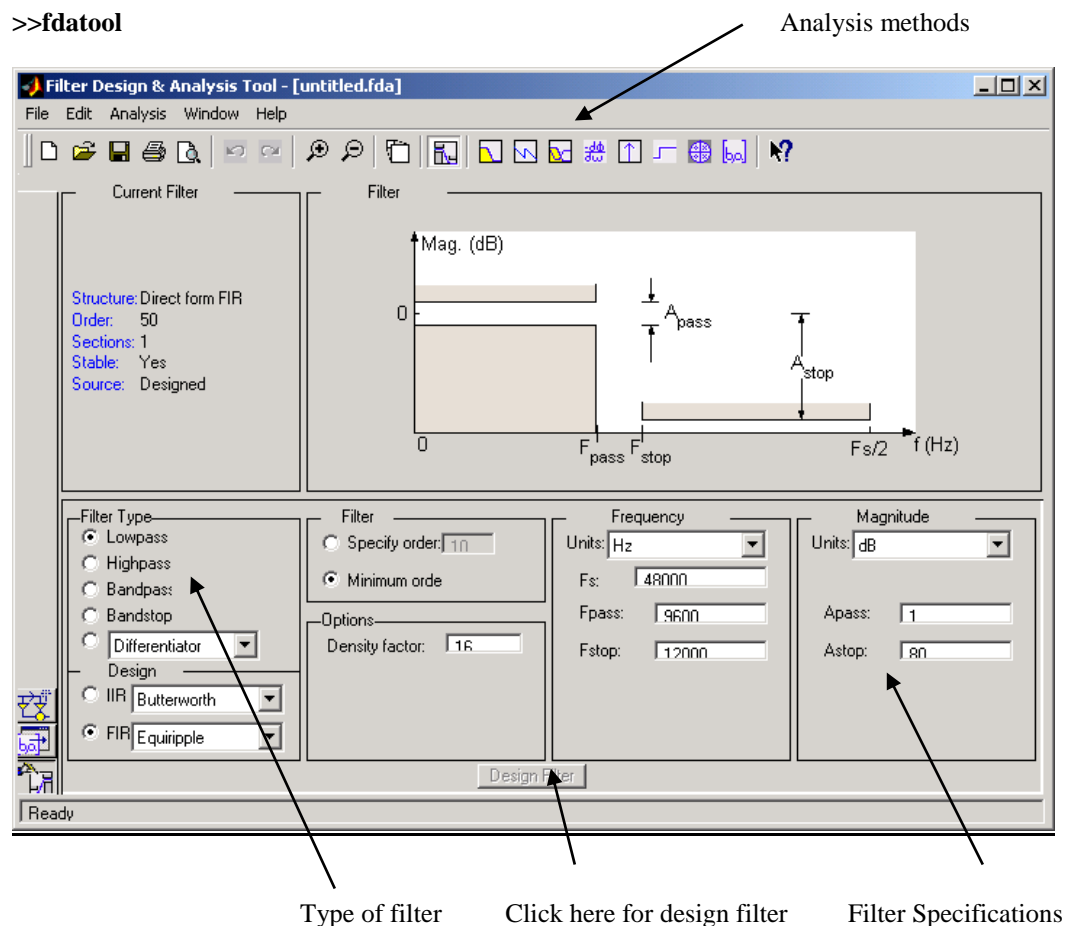 >>fdatool
Analysis methods
Filter Design & Analysis Tool - [untitled.fda]
File Edit Analysis Window Help
Current Filter
Structure: Direct form FIR
Order: 50
Sections: 1
Stable: Yes
Source: Designed
Filter
Mag. (dB)
0
Apass
Astop
0
Fpass
Fstop
Fs/2
f (Hz)
Filter Type
Lowpass
Highpass
Bandpass
Bandstop
Differentiator
Design
IIR Butterworth
FIR Equiripple
Filter
Specify order: 10
Minimum orde
Options
Density factor: 16
Frequency
Units: Hz
Fs: 48000
Fpass: 9600
Fstop: 12000
Magnitude
Units: dB
Apass: 1
Astop: 80
Design Filter
Ready
Type of filter
Click here for design filter
Filter Specifications